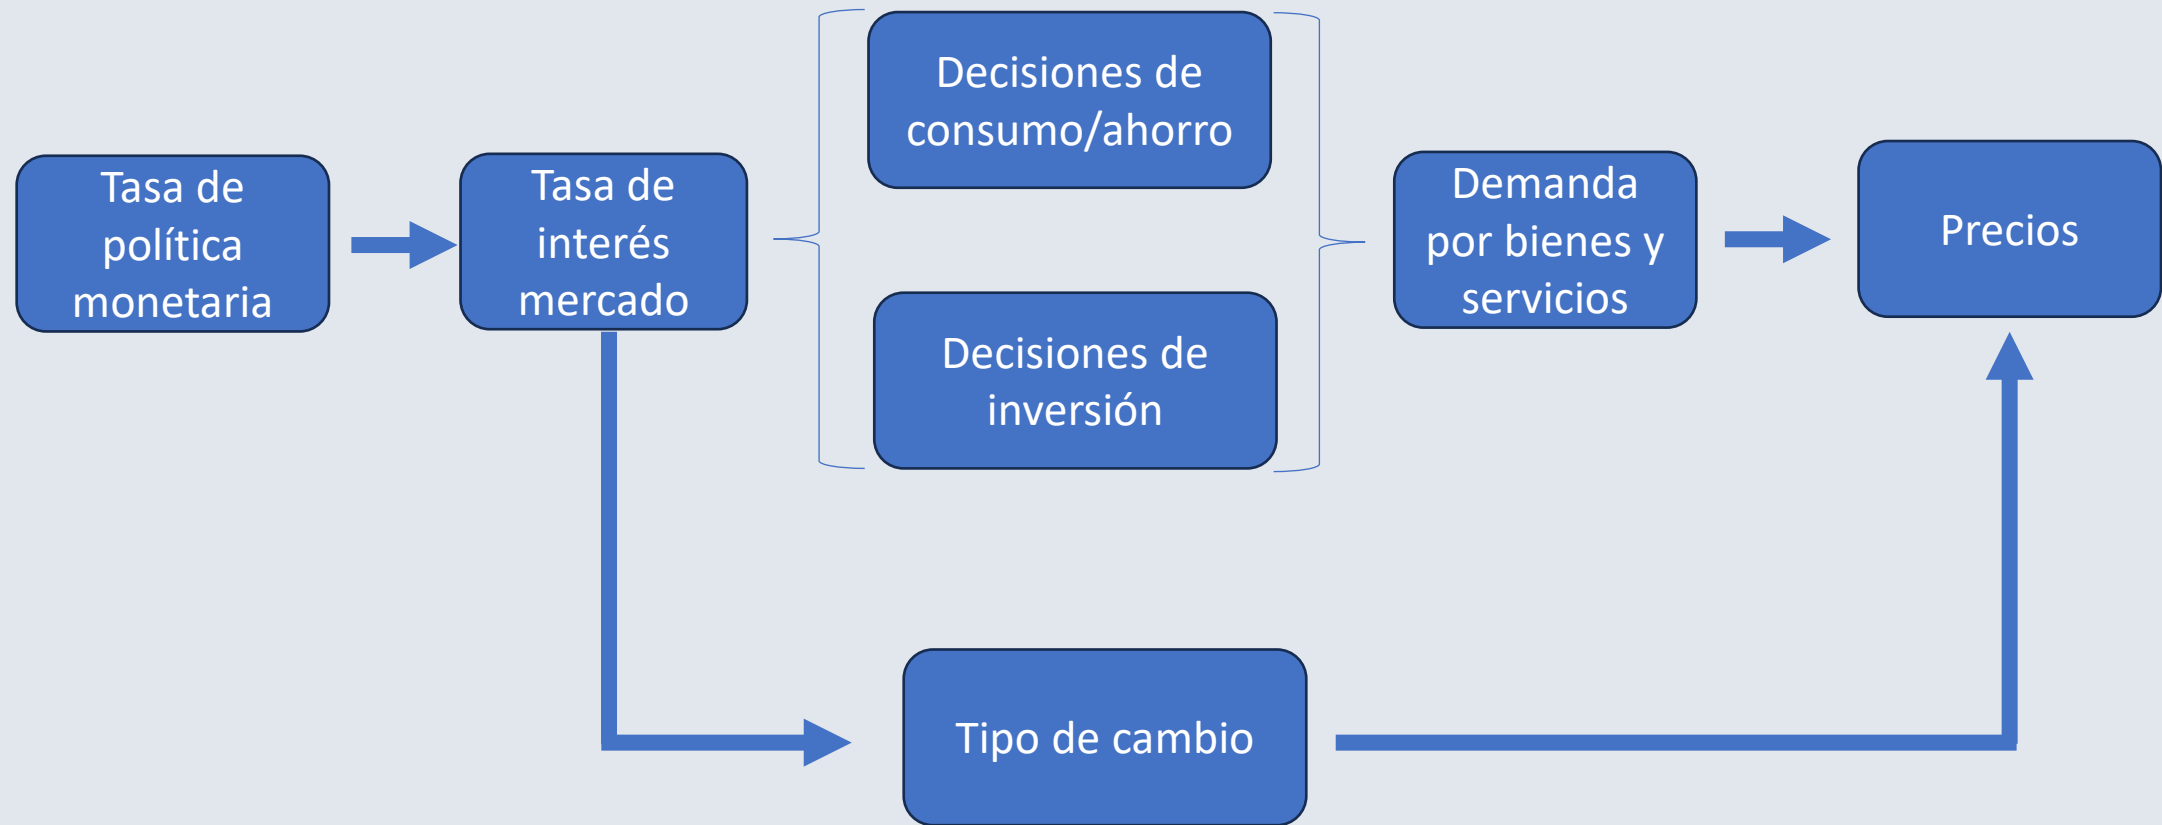 Tasa de
política
monetaria
Tasa de
interés
mercado
Decisiones de
consumo/ahorro
Decisiones de
inversión
Demanda
por bienes y
servicios
Precios
Tipo de cambio